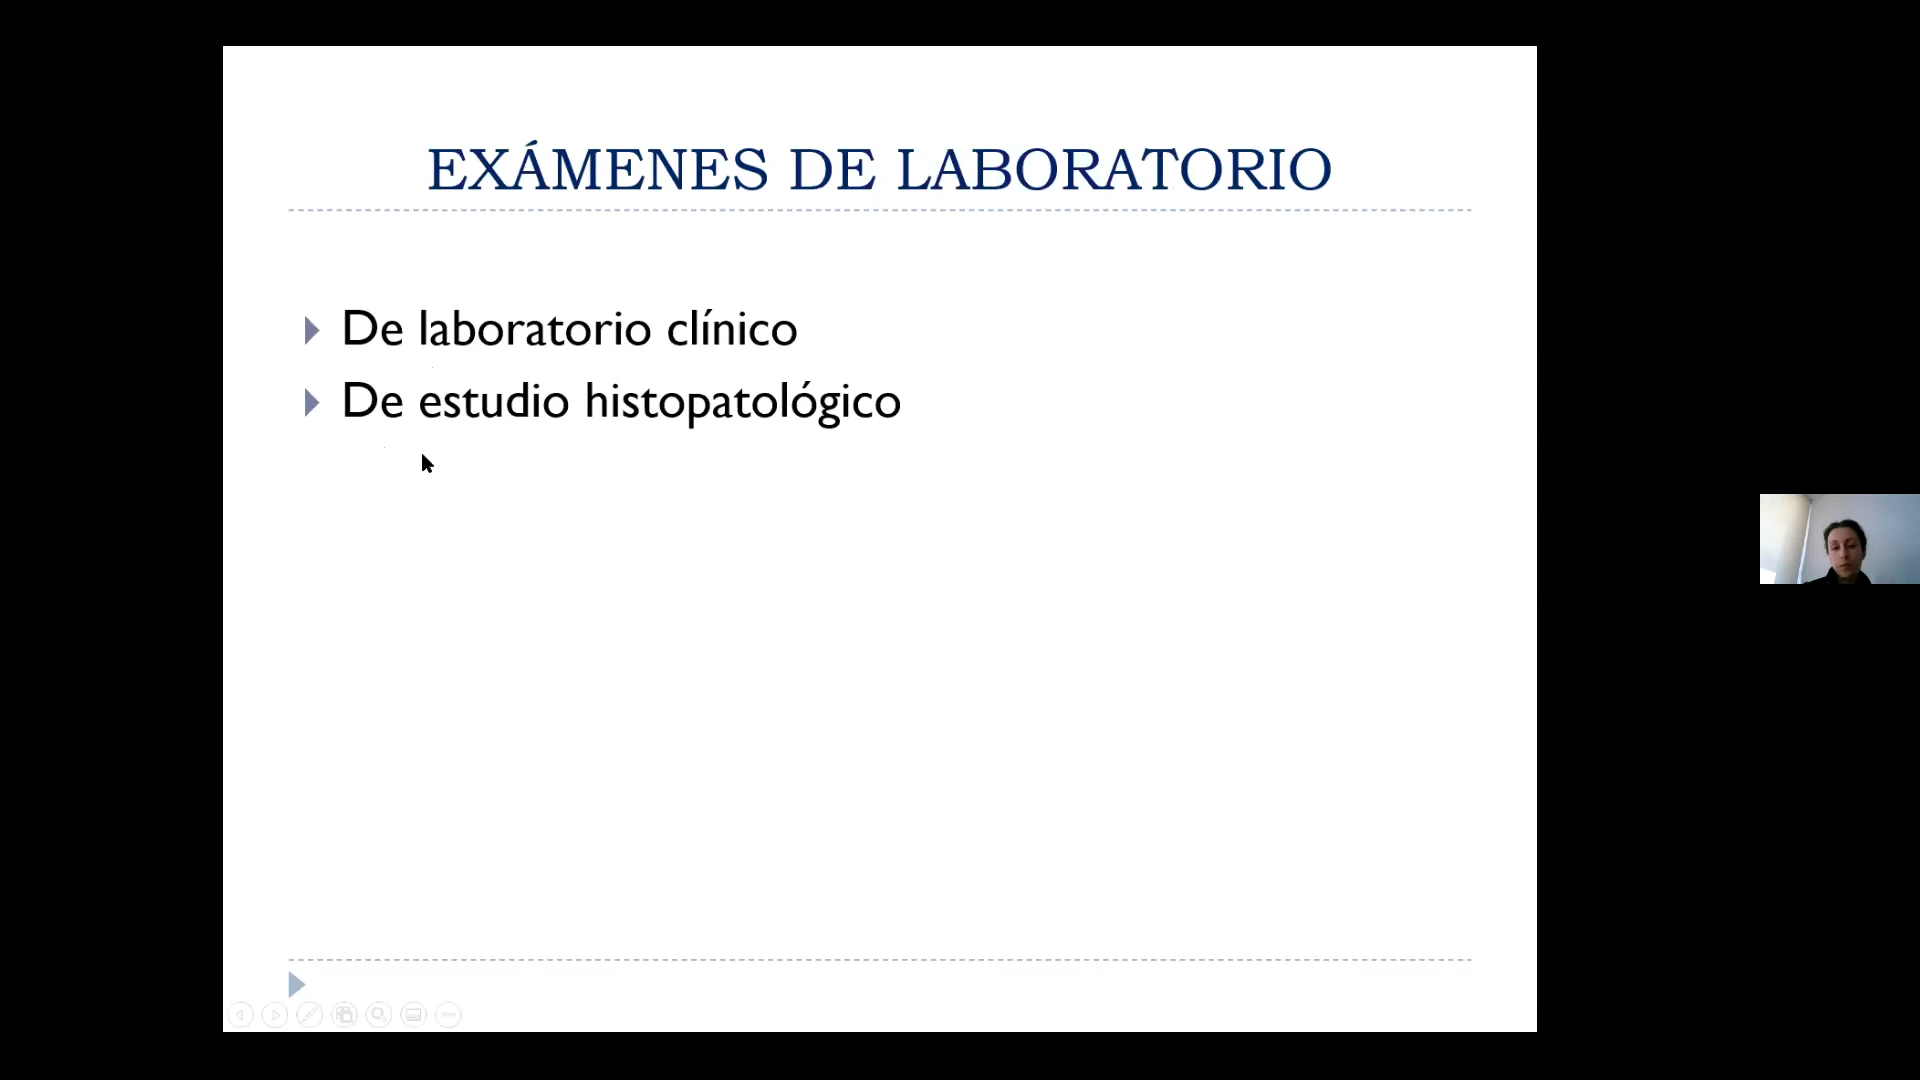 EXÁMENES DE LABORATORIO
De laboratorio clínico
De estudio histopatológico